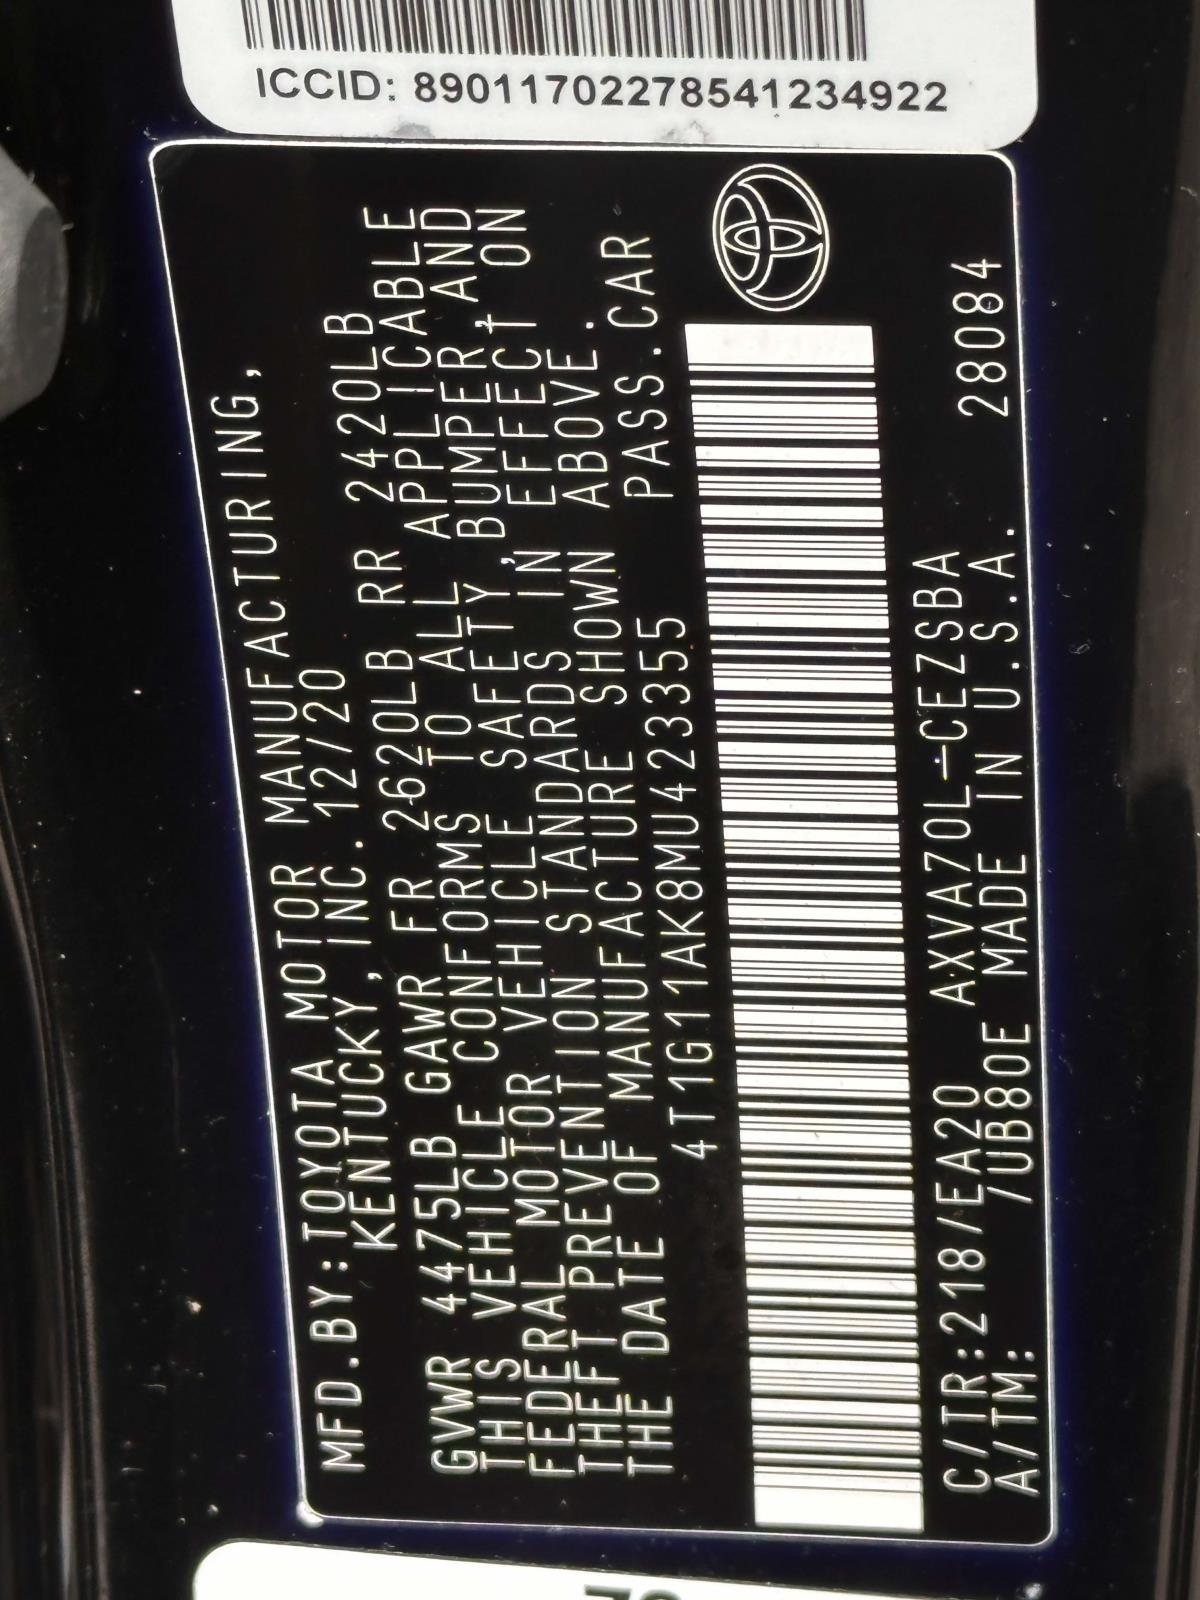 ICCID: 89011702278541234922
MFD.BY:TOYOTA MOTOR MANUFACTURING,
KENTUCKY, INC. 12/20
GVWR 4475LB GAWR FR 2620LB RR 2420LB
THIS VEHICLE CONFORMS TO ALL APPLICABLE
FEDERAL MOTOR VEHICLE SAFETY, BUMPER, AND
THEFT PREVENTION STANDARDS IN EFFECT ON
THE DATE OF MANUFACTURE SHOWN ABOVE.
4T1G11AK8MU423355 PASS.CAR
C/TR:218/EA20 AXVA70L-CEZSBA
A/TM: /UB80E MADE IN U.S.A. 28084